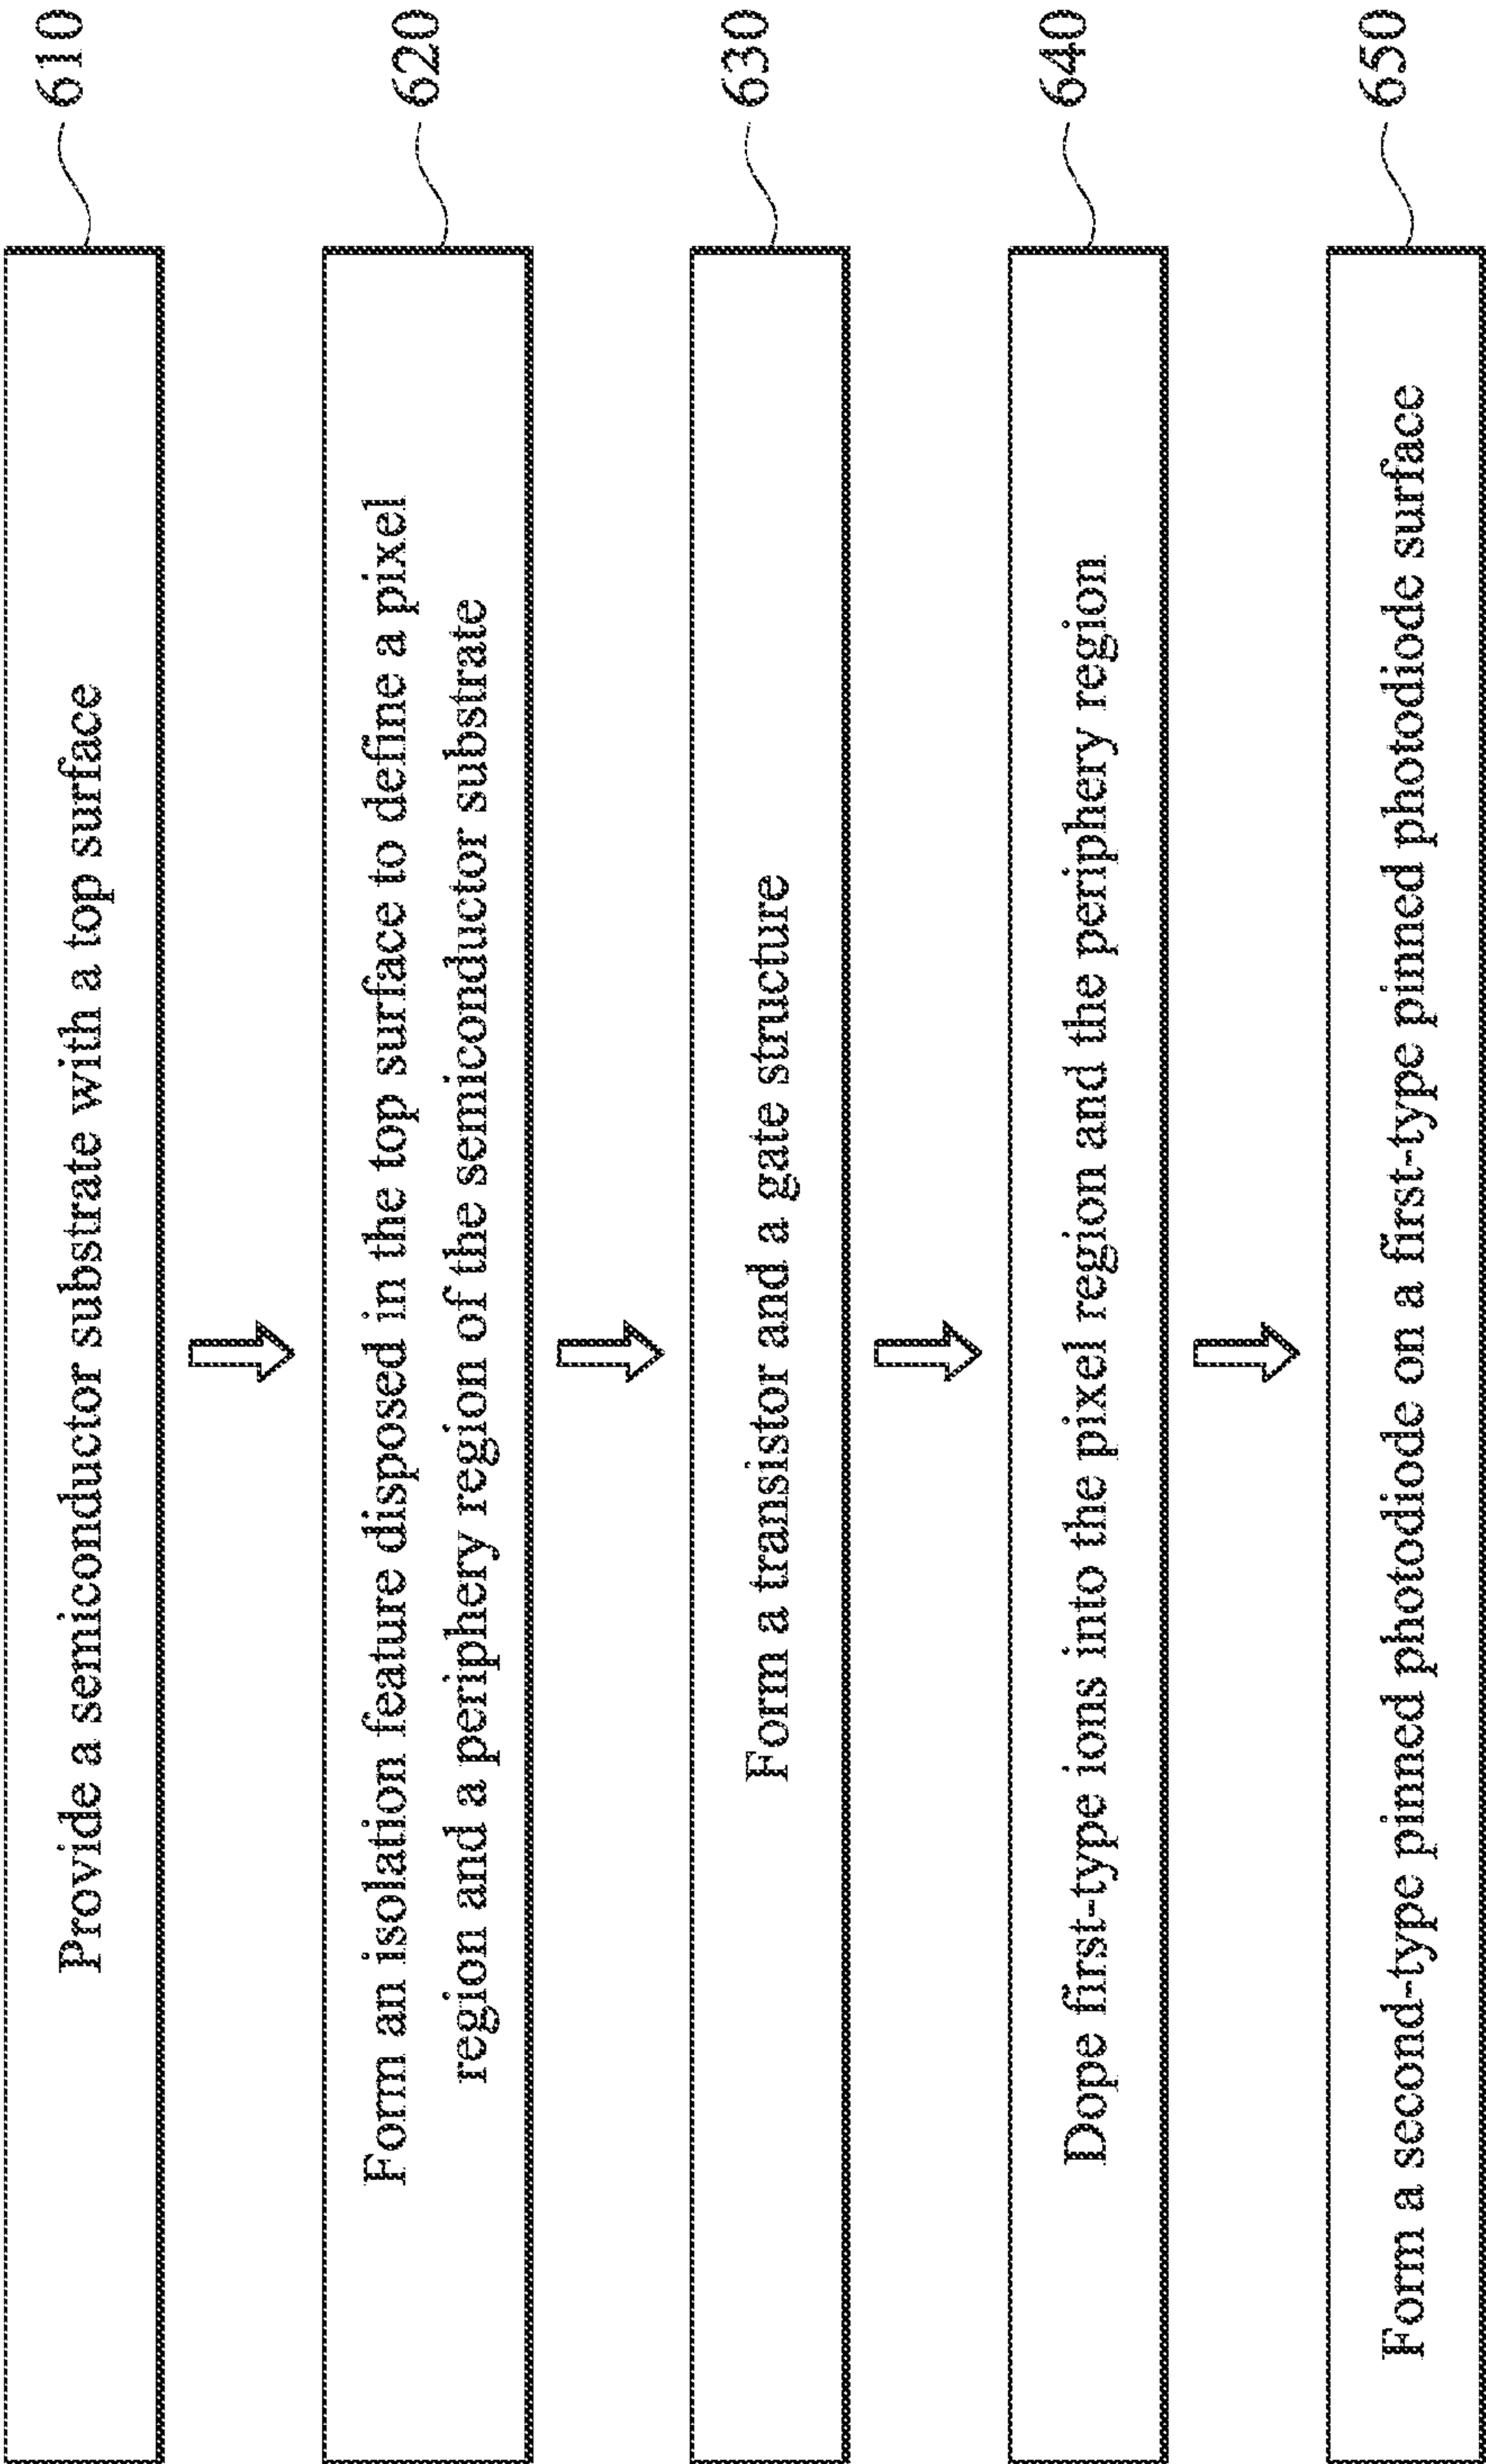 Provide a semiconductor substrate with a top surface
610
Form an isolation feature disposed in the top surface to define a pixel
region and a periphery region of the semiconductor substrate
620
Form a transistor and a gate structure
630
Dope first-type ions into the pixel region and the periphery region
640
Form a second-type pinned photodiode on a first-type pinned photodiode surface
650